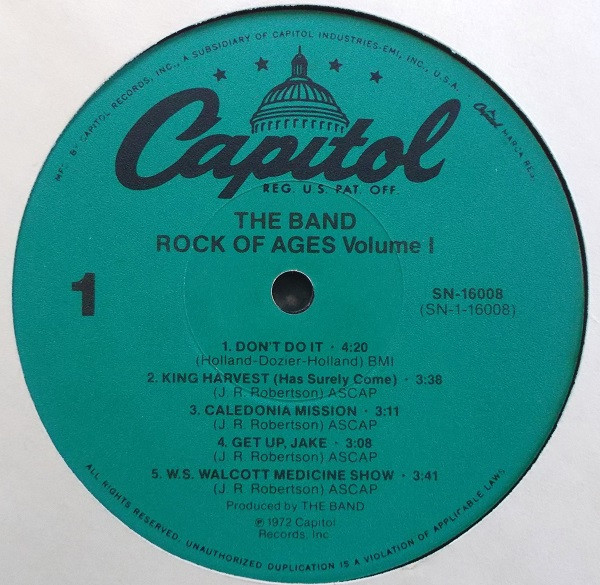 MFD. BY CAPITOL RECORDS, INC., A SUBSIDIARY OF CAPITOL INDUSTRIES-EMI, INC., U.S.A.
Capitol MARCA REG.
Capitol
REG. U.S. PAT. OFF.
THE BAND
ROCK OF AGES Volume I
1
SN-16008
(SN-1-16008)
1. DON'T DO IT · 4:20
(Holland-Dozier-Holland) BMI
2. KING HARVEST (Has Surely Come) · 3:38
(J. R. Robertson) ASCAP
3. CALEDONIA MISSION · 3:11
(J. R. Robertson) ASCAP
4. GET UP, JAKE · 3:08
(J. R. Robertson) ASCAP
5. W.S. WALCOTT MEDICINE SHOW · 3:41
(J. R. Robertson) ASCAP
Produced by THE BAND
℗ 1972 Capitol
Records, Inc
ALL RIGHTS RESERVED. UNAUTHORIZED DUPLICATION IS A VIOLATION OF APPLICABLE LAWS